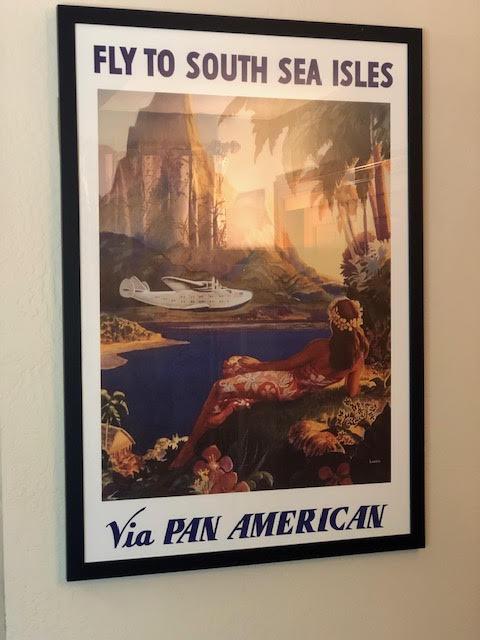 FLY TO SOUTH SEA ISLES
Via PAN AMERICAN